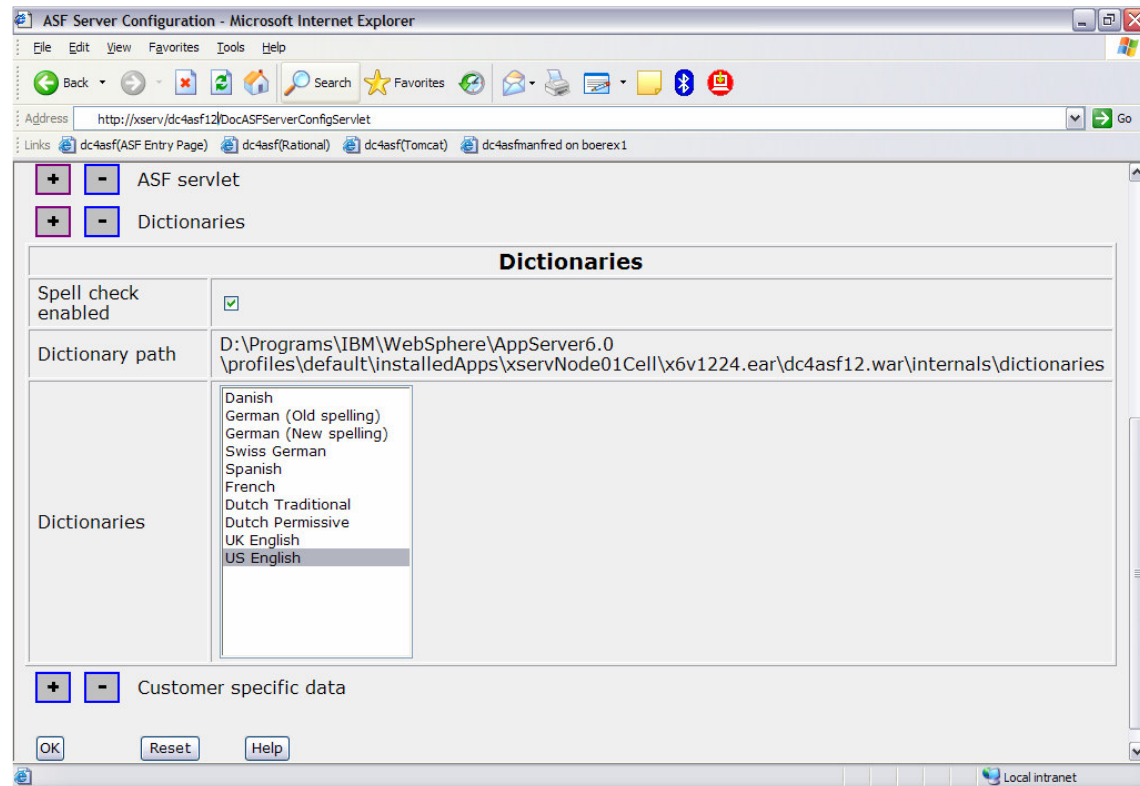 ASF Server Configuration - Microsoft Internet Explorer
File Edit View Favorites Tools Help
Back Search Favorites
Address http://xserv/dc4asf12/DocASFServerConfigServlet Go
Links dc4asf(ASF Entry Page) dc4asf(Rational) dc4asf(Tomcat) dc4asfmanfred on boerex1
+ - ASF servlet
+ - Dictionaries
Dictionaries
Spell check
enabled
Dictionary path
D:\Programs\IBM\WebSphere\AppServer6.0
\profiles\default\installedApps\xservNode01Cell\x6v1224.ear\dc4asf12.war\internals\dictionaries
Dictionaries
Danish
German (Old spelling)
German (New spelling)
Swiss German
Spanish
French
Dutch Traditional
Dutch Permissive
UK English
US English
+ - Customer specific data
OK Reset Help
Local intranet